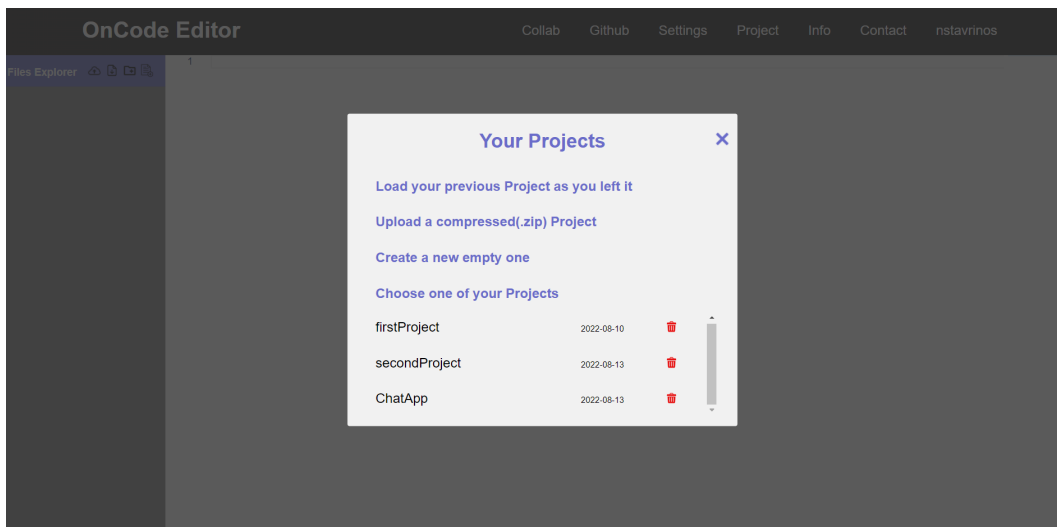 OnCode Editor
Collab Github Settings Project Info Contact nstavrinos
Files Explorer
1
Your Projects
Load your previous Project as you left it
Upload a compressed(.zip) Project
Create a new empty one
Choose one of your Projects
firstProject 2022-08-10
secondProject 2022-08-13
ChatApp 2022-08-13